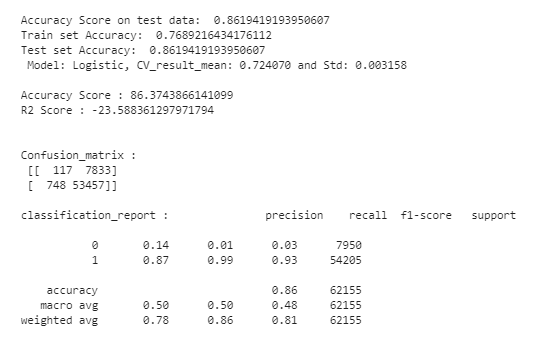 Accuracy Score on test data:  0.8619419193950607
Train set Accuracy:  0.7689216434176112
Test set Accuracy:  0.8619419193950607
 Model: Logistic, CV_result_mean: 0.724070 and Std: 0.003158
Accuracy Score : 86.3743866141099
R2 Score : -23.588361297971794
Confusion_matrix :
 [[  117  7833]
 [  748 53457]]
classification_report :               precision    recall  f1-score   support
           0       0.14      0.01      0.03      7950
           1       0.87      0.99      0.93     54205
    accuracy                           0.86     62155
   macro avg       0.50      0.50      0.48     62155
weighted avg       0.78      0.86      0.81     62155